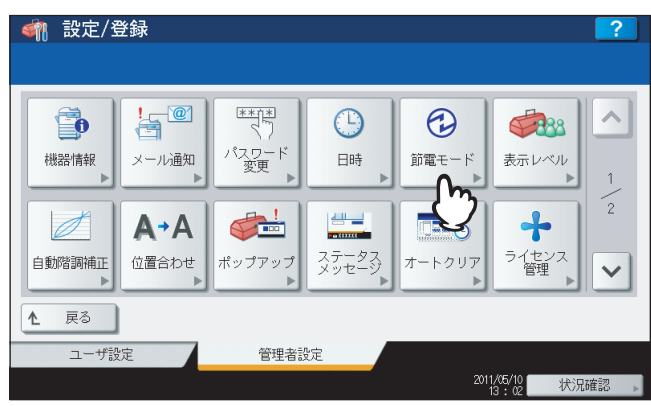 設定/登録
?
機器情報
メール通知
パスワード
変更
日時
節電モード
表示レベル
1
2
自動階調補正
A→A
位置合わせ
ポップアップ
ステータス
メッセージ
オートクリア
ライセンス
管理
戻る
ユーザ設定
管理者設定
2011/05/10
13 : 02
状況確認